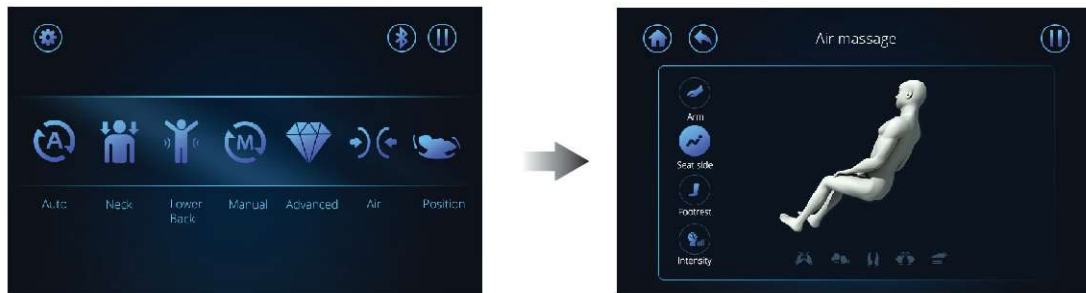 A
M
Auto
Neck
Lower
Back
Manual
Advanced
Air
Position
Air massage
Arm
Seat side
Footrest
Intensity